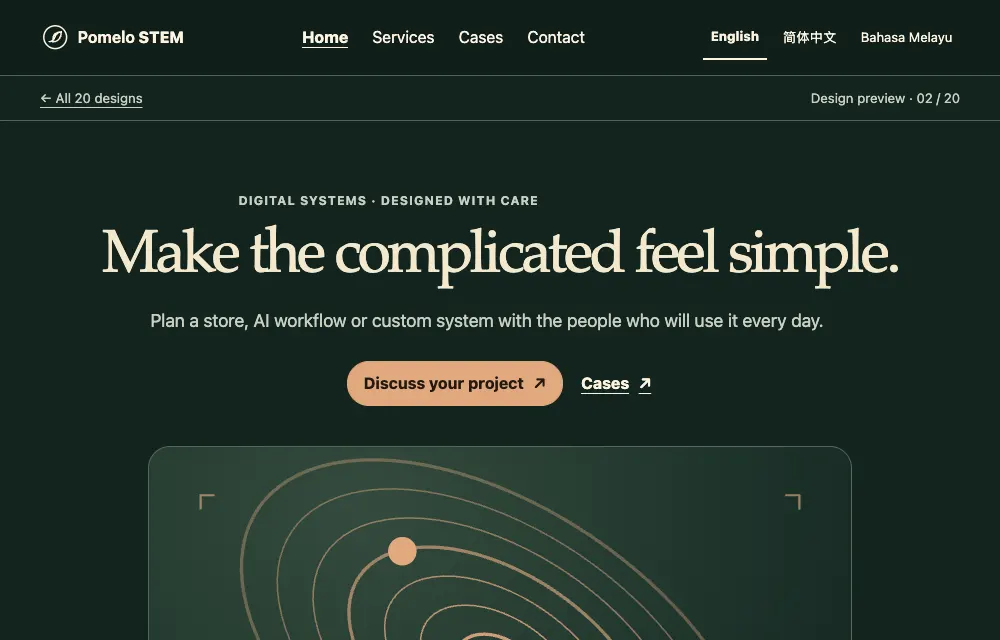 Pomelo STEM
Home Services Cases Contact
English 简体中文 Bahasa Melayu
← All 20 designs
Design preview · 02 / 20
DIGITAL SYSTEMS · DESIGNED WITH CARE
Make the complicated feel simple.
Plan a store, AI workflow or custom system with the people who will use it every day.
Discuss your project ↗
Cases ↗